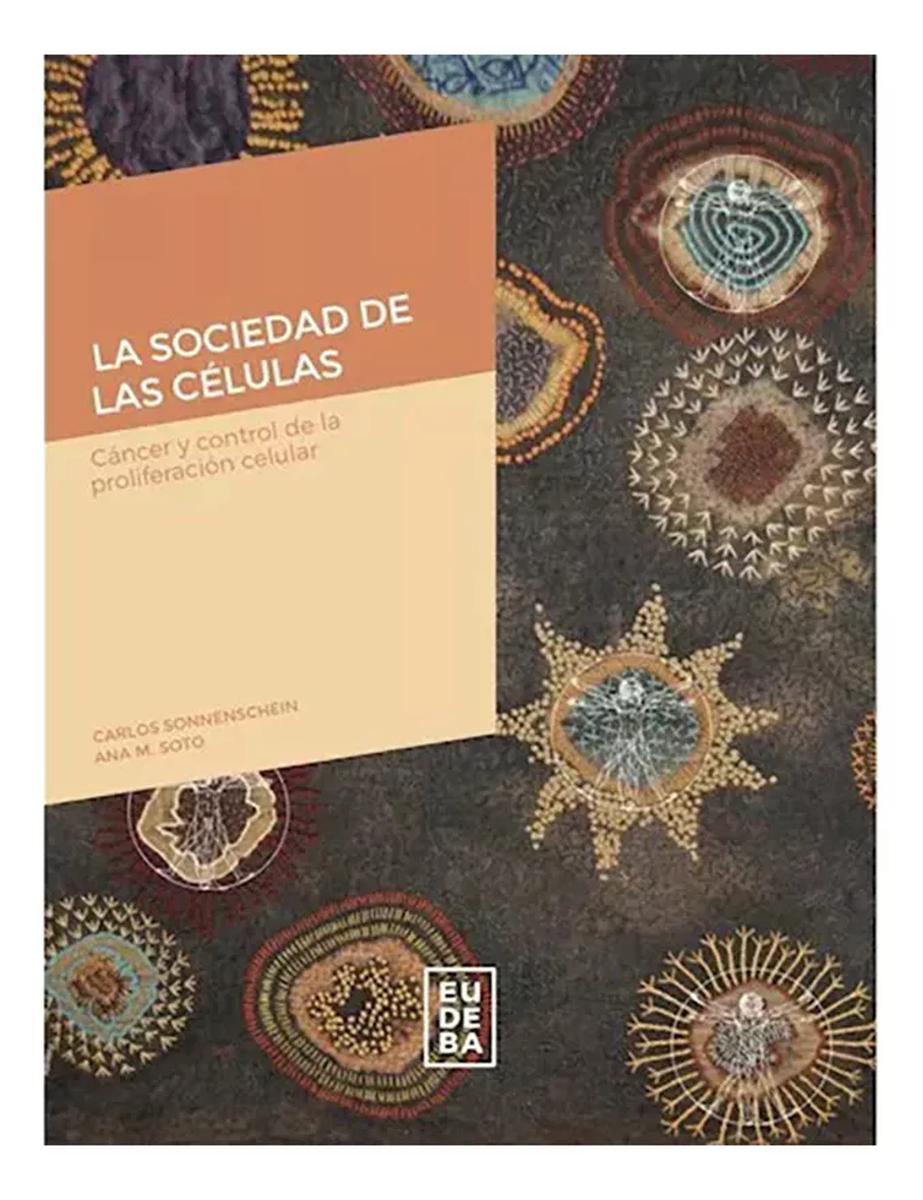 LA SOCIEDAD DE
LAS CÉLULAS
Cáncer y control de la
proliferación celular
CARLOS SONNENSCHEIN
ANA M. SOTO
EU
DE
BA